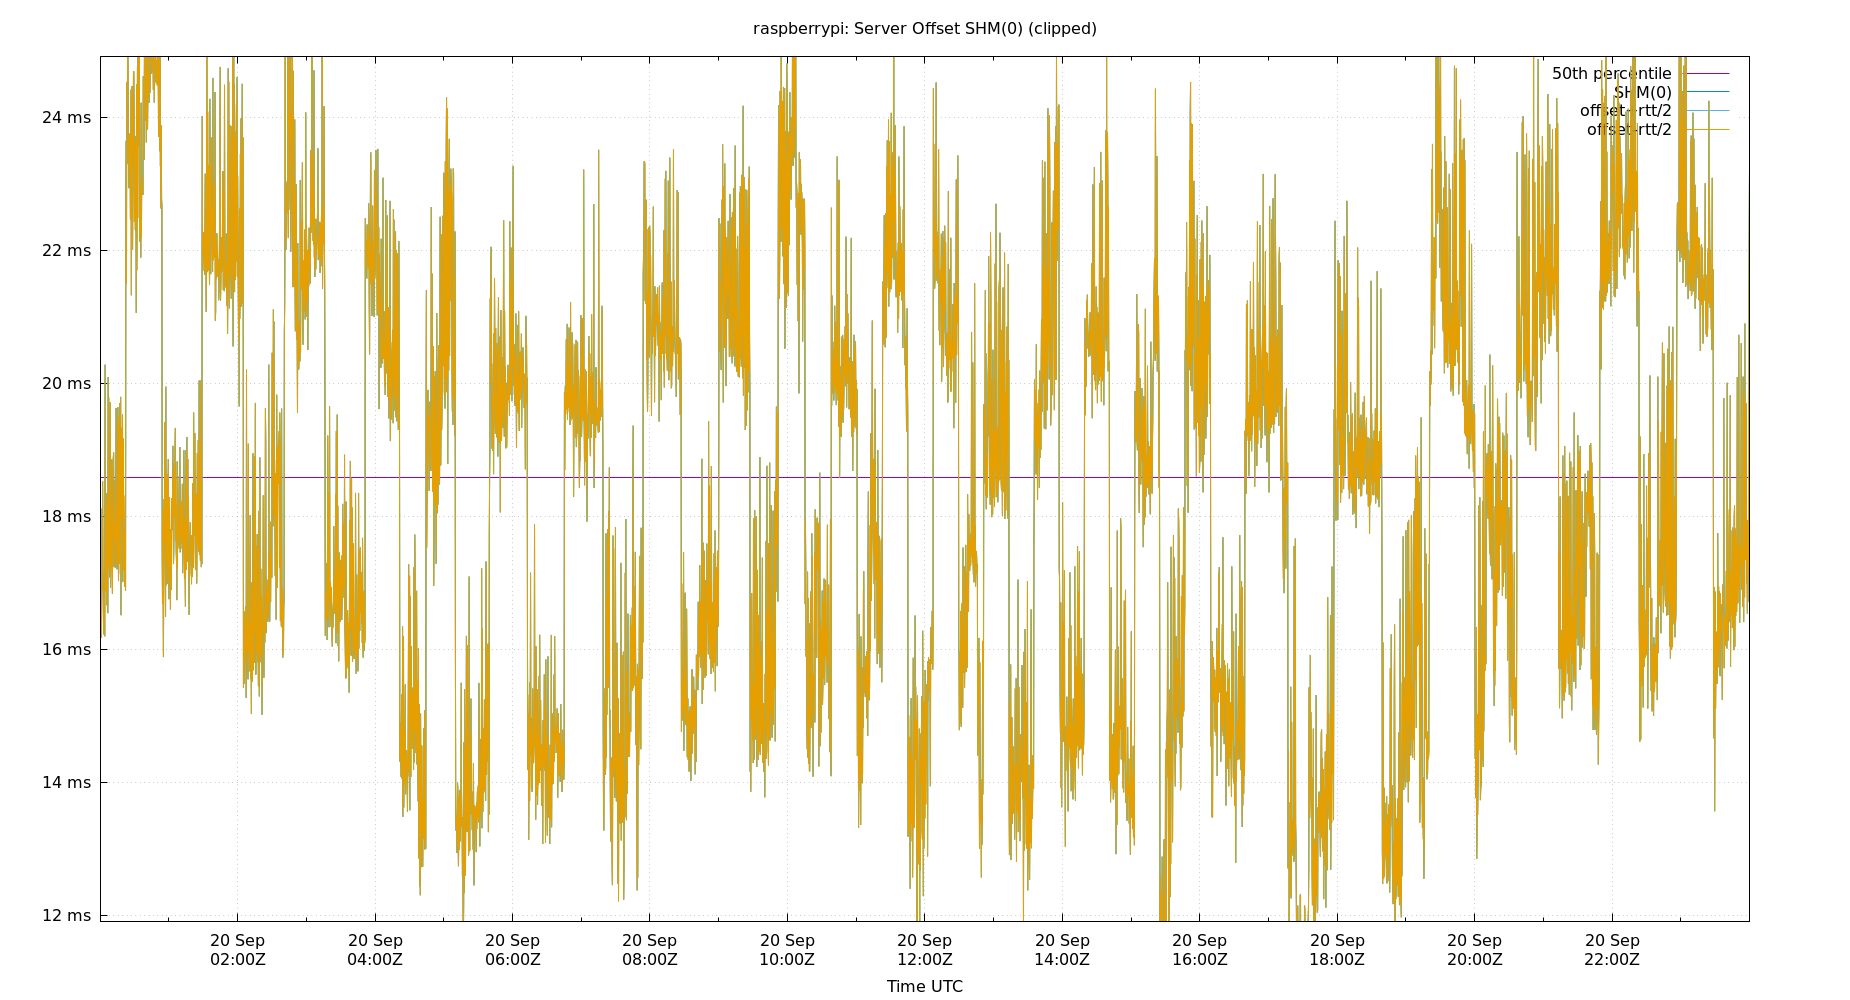 raspberrypi: Server Offset SHM(0) (clipped)
50th percentile
SHM(0)
offset+rtt/2
offset-rtt/2
24 ms
22 ms
20 ms
18 ms
16 ms
14 ms
12 ms
20 Sep 20 Sep 20 Sep 20 Sep 20 Sep 20 Sep 20 Sep 20 Sep 20 Sep 20 Sep 20 Sep
02:00Z 04:00Z 06:00Z 08:00Z 10:00Z 12:00Z 14:00Z 16:00Z 18:00Z 20:00Z 22:00Z
Time UTC